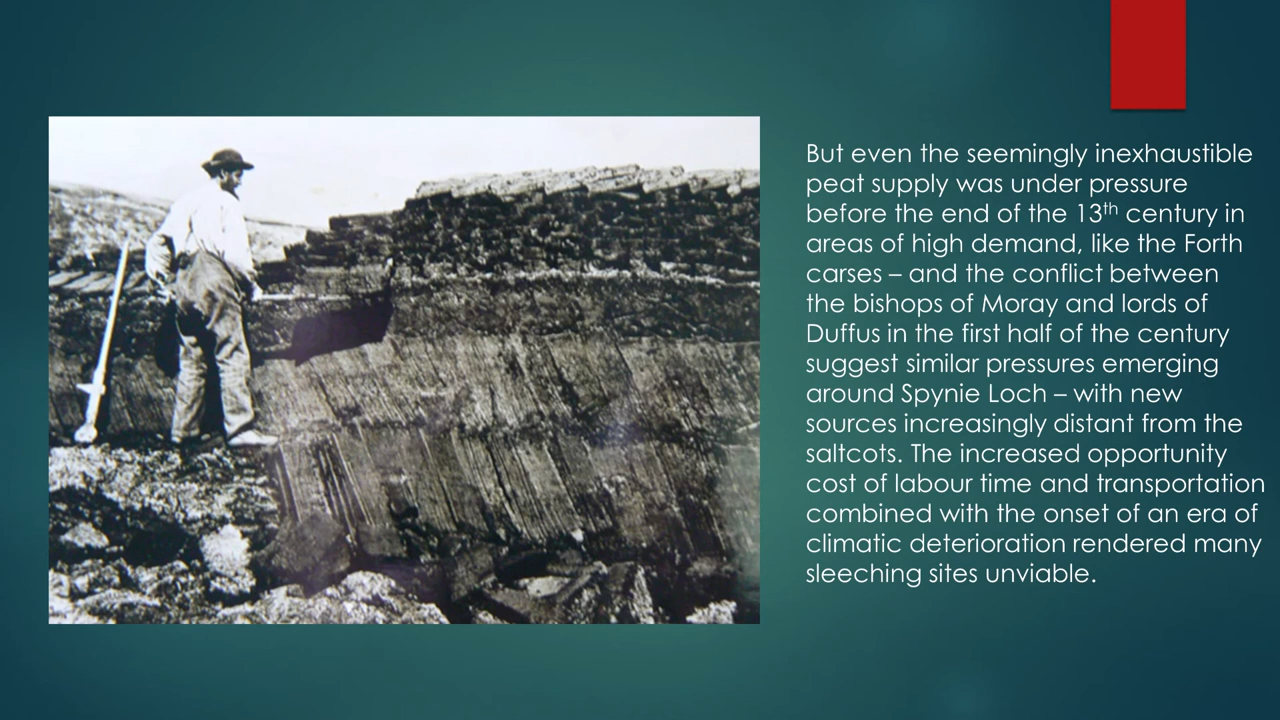 But even the seemingly inexhaustible
peat supply was under pressure
before the end of the 13th century in
areas of high demand, like the Forth
carses – and the conflict between
the bishops of Moray and lords of
Duffus in the first half of the century
suggest similar pressures emerging
around Spynie Loch – with new
sources increasingly distant from the
saltcots. The increased opportunity
cost of labour time and transportation
combined with the onset of an era of
climatic deterioration rendered many
sleeching sites unviable.